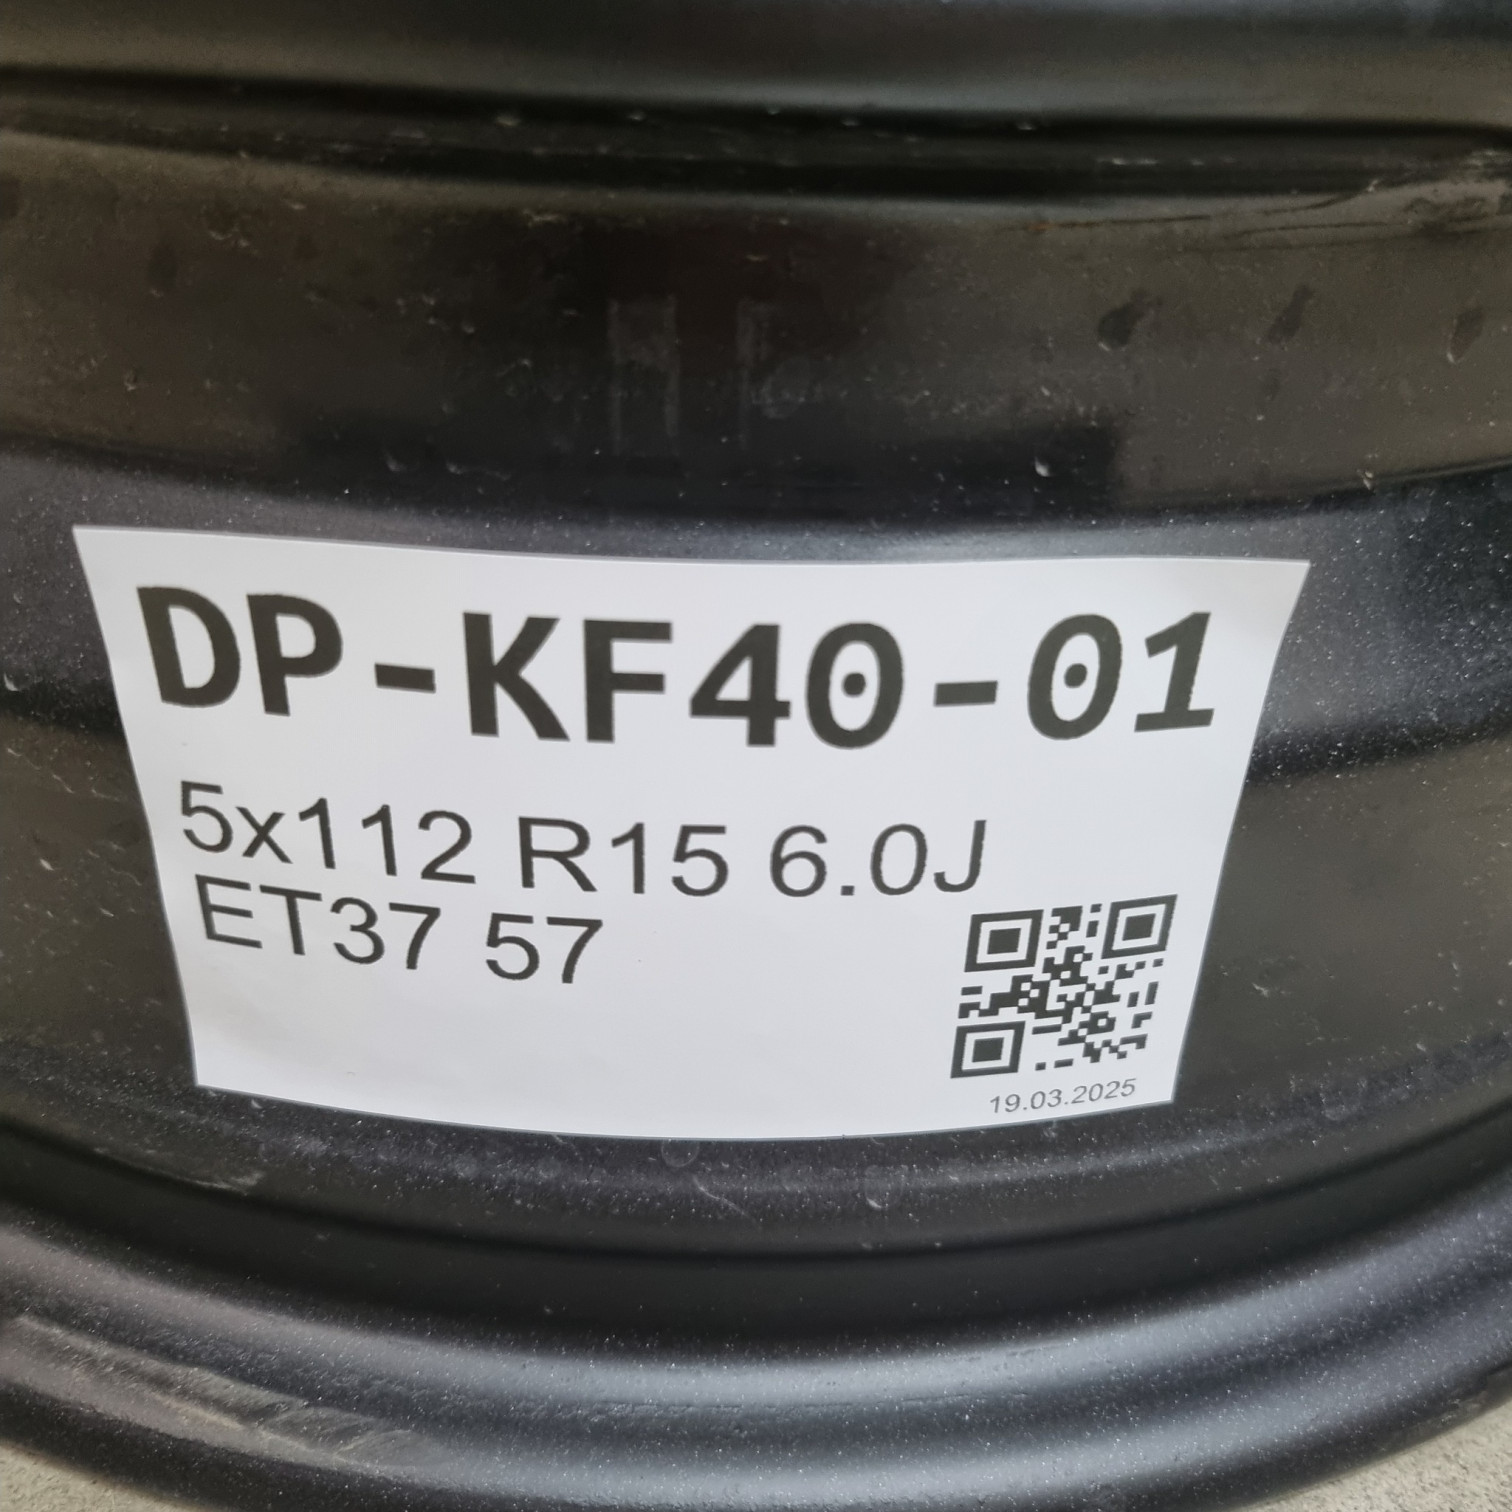 DP-KF40-01
5x112 R15 6.0J
ET37 57
19.03.2025